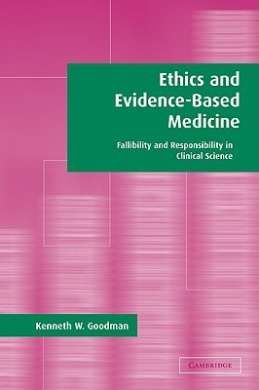 Ethics and
Evidence-Based
Medicine
Fallibility and Responsibility in
Clinical Science
Kenneth W. Goodman
CAMBRIDGE